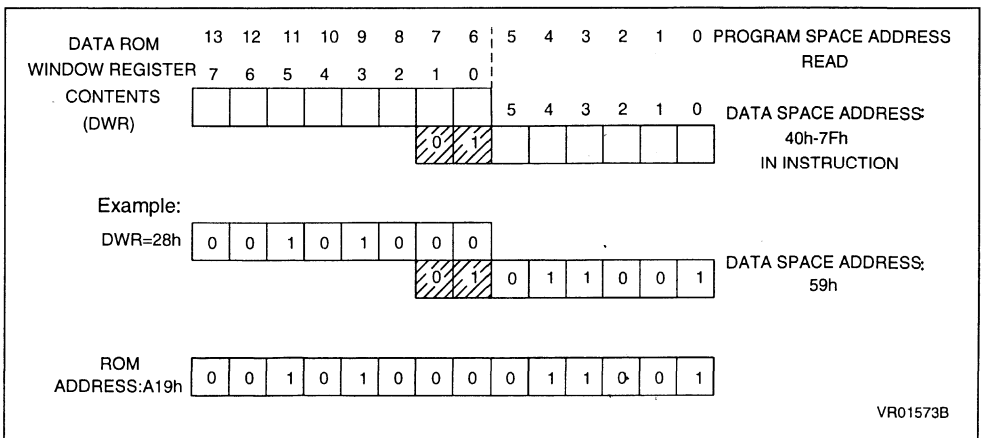 13 12 11 10 9 8 7 6 5 4 3 2 1 0 PROGRAM SPACE ADDRESS
READ
DATA ROM
WINDOW REGISTER 7 6 5 4 3 2 1 0
CONTENTS
(DWR)
5 4 3 2 1 0 DATA SPACE ADDRESS:
0 1 40h-7Fh
IN INSTRUCTION
Example:
DWR=28h 0 0 1 0 1 0 0 0
0 1 0 1 1 0 0 1 DATA SPACE ADDRESS:
59h
ROM
ADDRESS:A19h 0 0 1 0 1 0 0 0 0 1 1 0 0 1
VR01573B